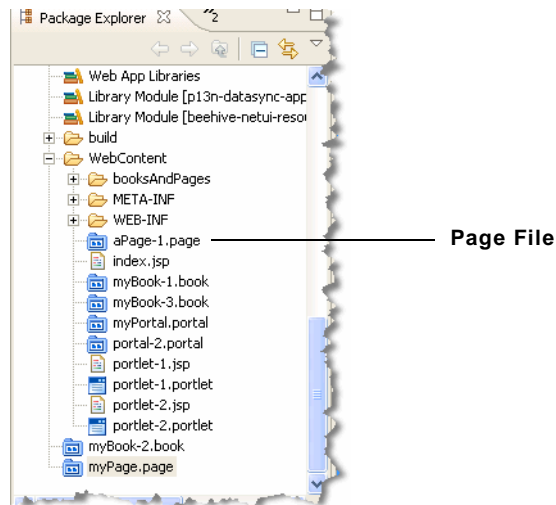 Package Explorer
»2
Web App Libraries
Library Module [p13n-datasync-app
Library Module [beehive-netui-resou
build
WebContent
booksAndPages
META-INF
WEB-INF
aPage-1.page
Page File
index.jsp
myBook-1.book
myBook-3.book
myPortal.portal
portal-2.portal
portlet-1.jsp
portlet-1.portlet
portlet-2.jsp
portlet-2.portlet
myBook-2.book
myPage.page